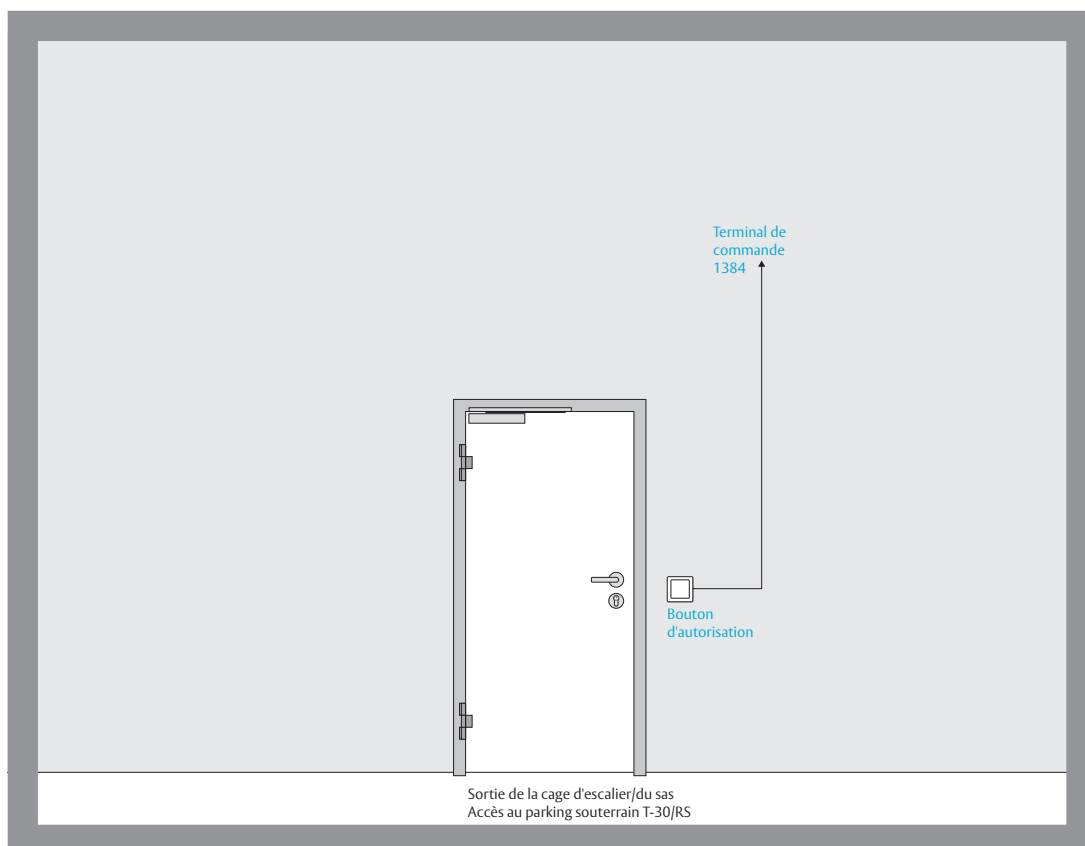 Terminal de
commande
1384
Bouton
d'autorisation
Sortie de la cage d'escalier/du sas
Accès au parking souterrain T-30/RS